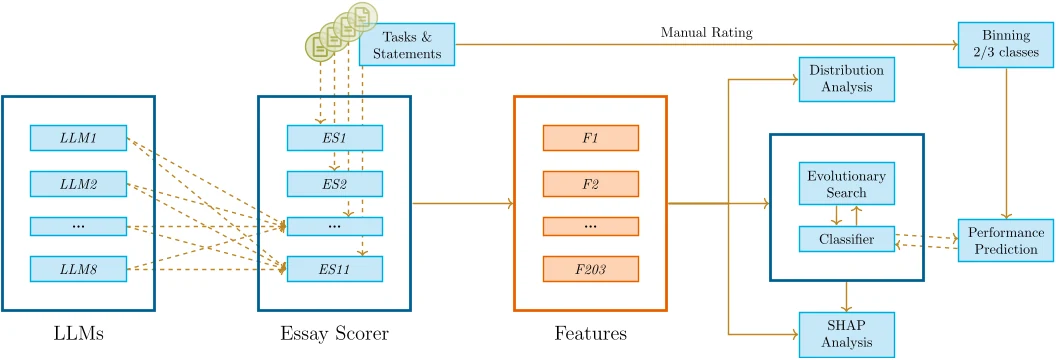 Tasks &
Statements
Manual Rating
Binning
2/3 classes
Distribution
Analysis
LLM1
LLM2
...
LLM8
LLMs
ES1
ES2
...
ES11
Essay Scorer
F1
F2
...
F203
Features
Evolutionary
Search
Classifier
Performance
Prediction
SHAP
Analysis